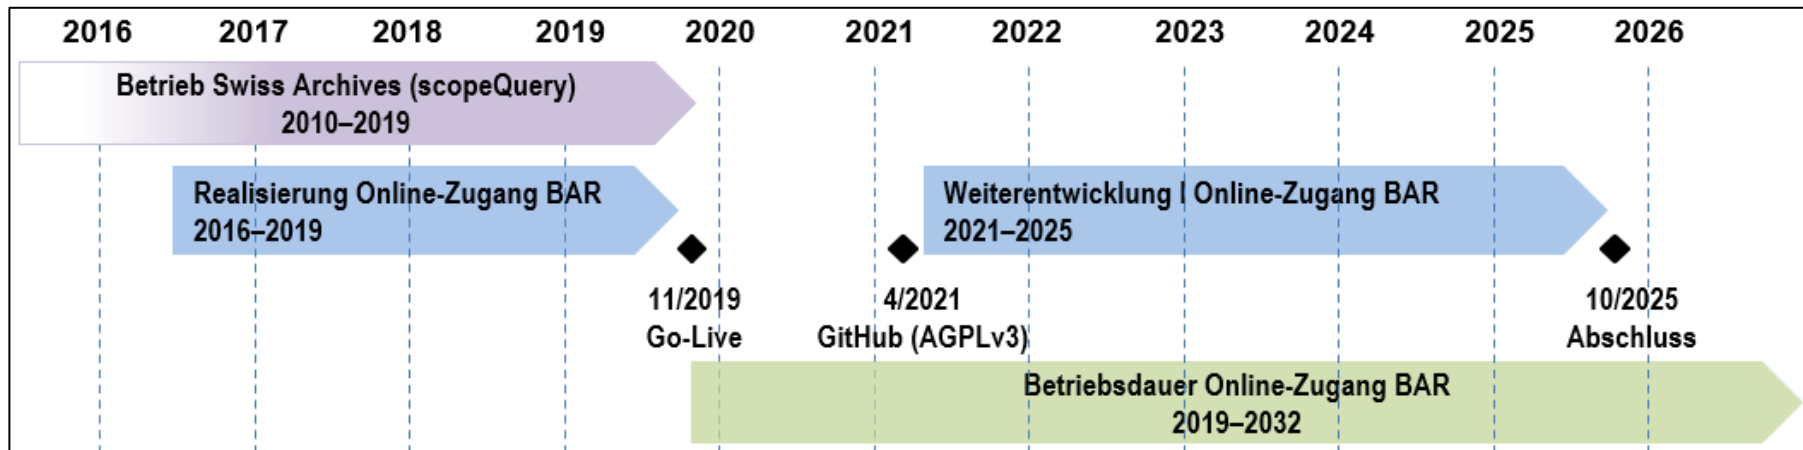 2016 2017 2018 2019 2020 2021 2022 2023 2024 2025 2026
Betrieb Swiss Archives (scopeQuery)
2010–2019
Realisierung Online-Zugang BAR
2016–2019
Weiterentwicklung I Online-Zugang BAR
2021–2025
11/2019
Go-Live
4/2021
GitHub (AGPLv3)
10/2025
Abschluss
Betriebsdauer Online-Zugang BAR
2019–2032